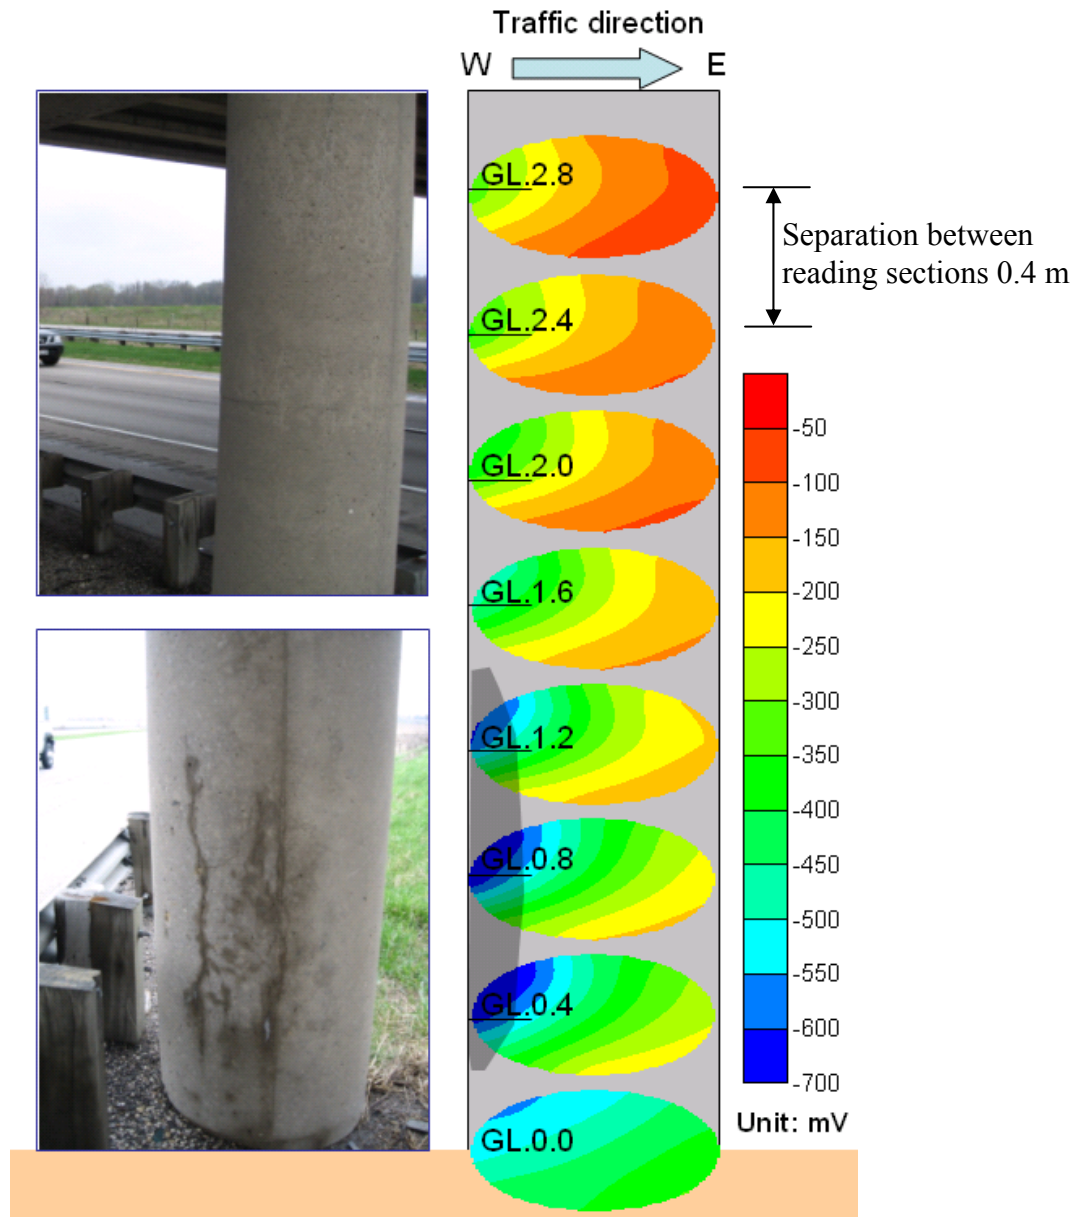 Traffic direction
W
E
GL.2.8
Separation between
reading sections 0.4 m
GL.2.4
GL.2.0
GL.1.6
GL.1.2
GL.0.8
GL.0.4
GL.0.0
-50
-100
-150
-200
-250
-300
-350
-400
-450
-500
-550
-600
-700
Unit: mV